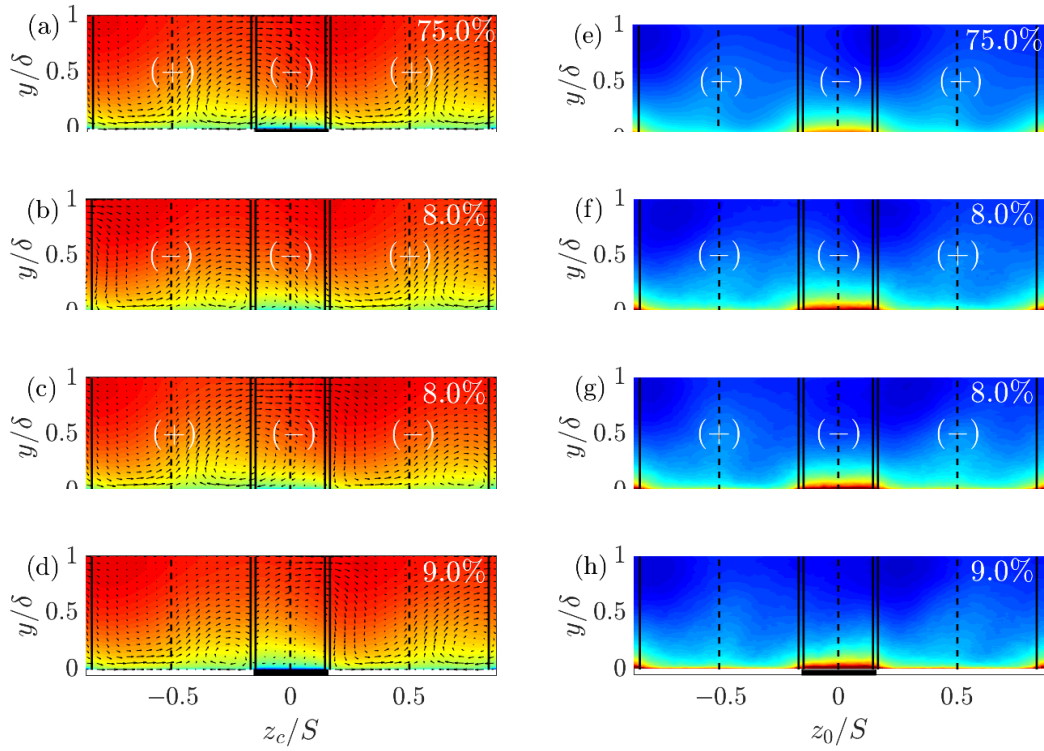 (a) 1 75.0%
y/δ 0.5 (+) (−) (+)
0
(e) 1 75.0%
y/δ 0.5 (+) (−) (+)
0
(b) 1 8.0%
y/δ 0.5 (−) (−) (+)
0
(f) 1 8.0%
y/δ 0.5 (−) (−) (+)
0
(c) 1 8.0%
y/δ 0.5 (+) (−) (−)
0
(g) 1 8.0%
y/δ 0.5 (+) (−) (−)
0
(d) 1 9.0%
y/δ 0.5
0
−0.5 0 0.5
z_c/S
(h) 1 9.0%
y/δ 0.5
0
−0.5 0 0.5
z_0/S